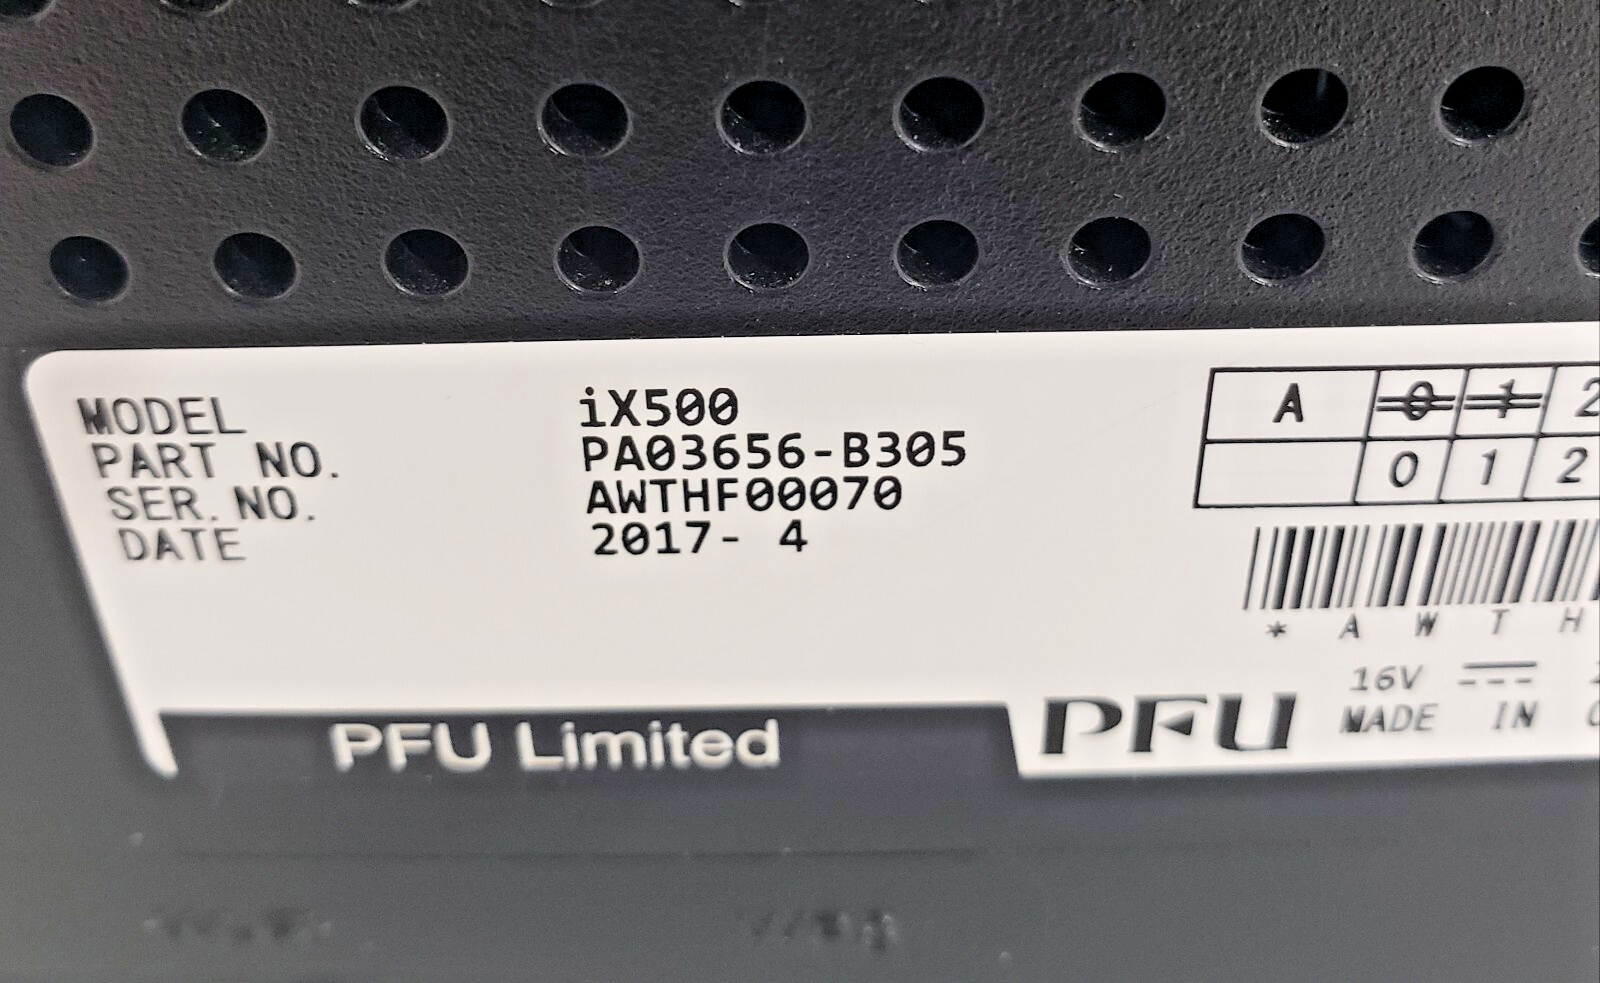 MODEL iX500
PART NO. PA03656-B305
SER. NO. AWTHF00070
DATE 2017- 4
A 0 1 2
0 1 2
* A W T H
16V
MADE IN
PFU
PFU Limited